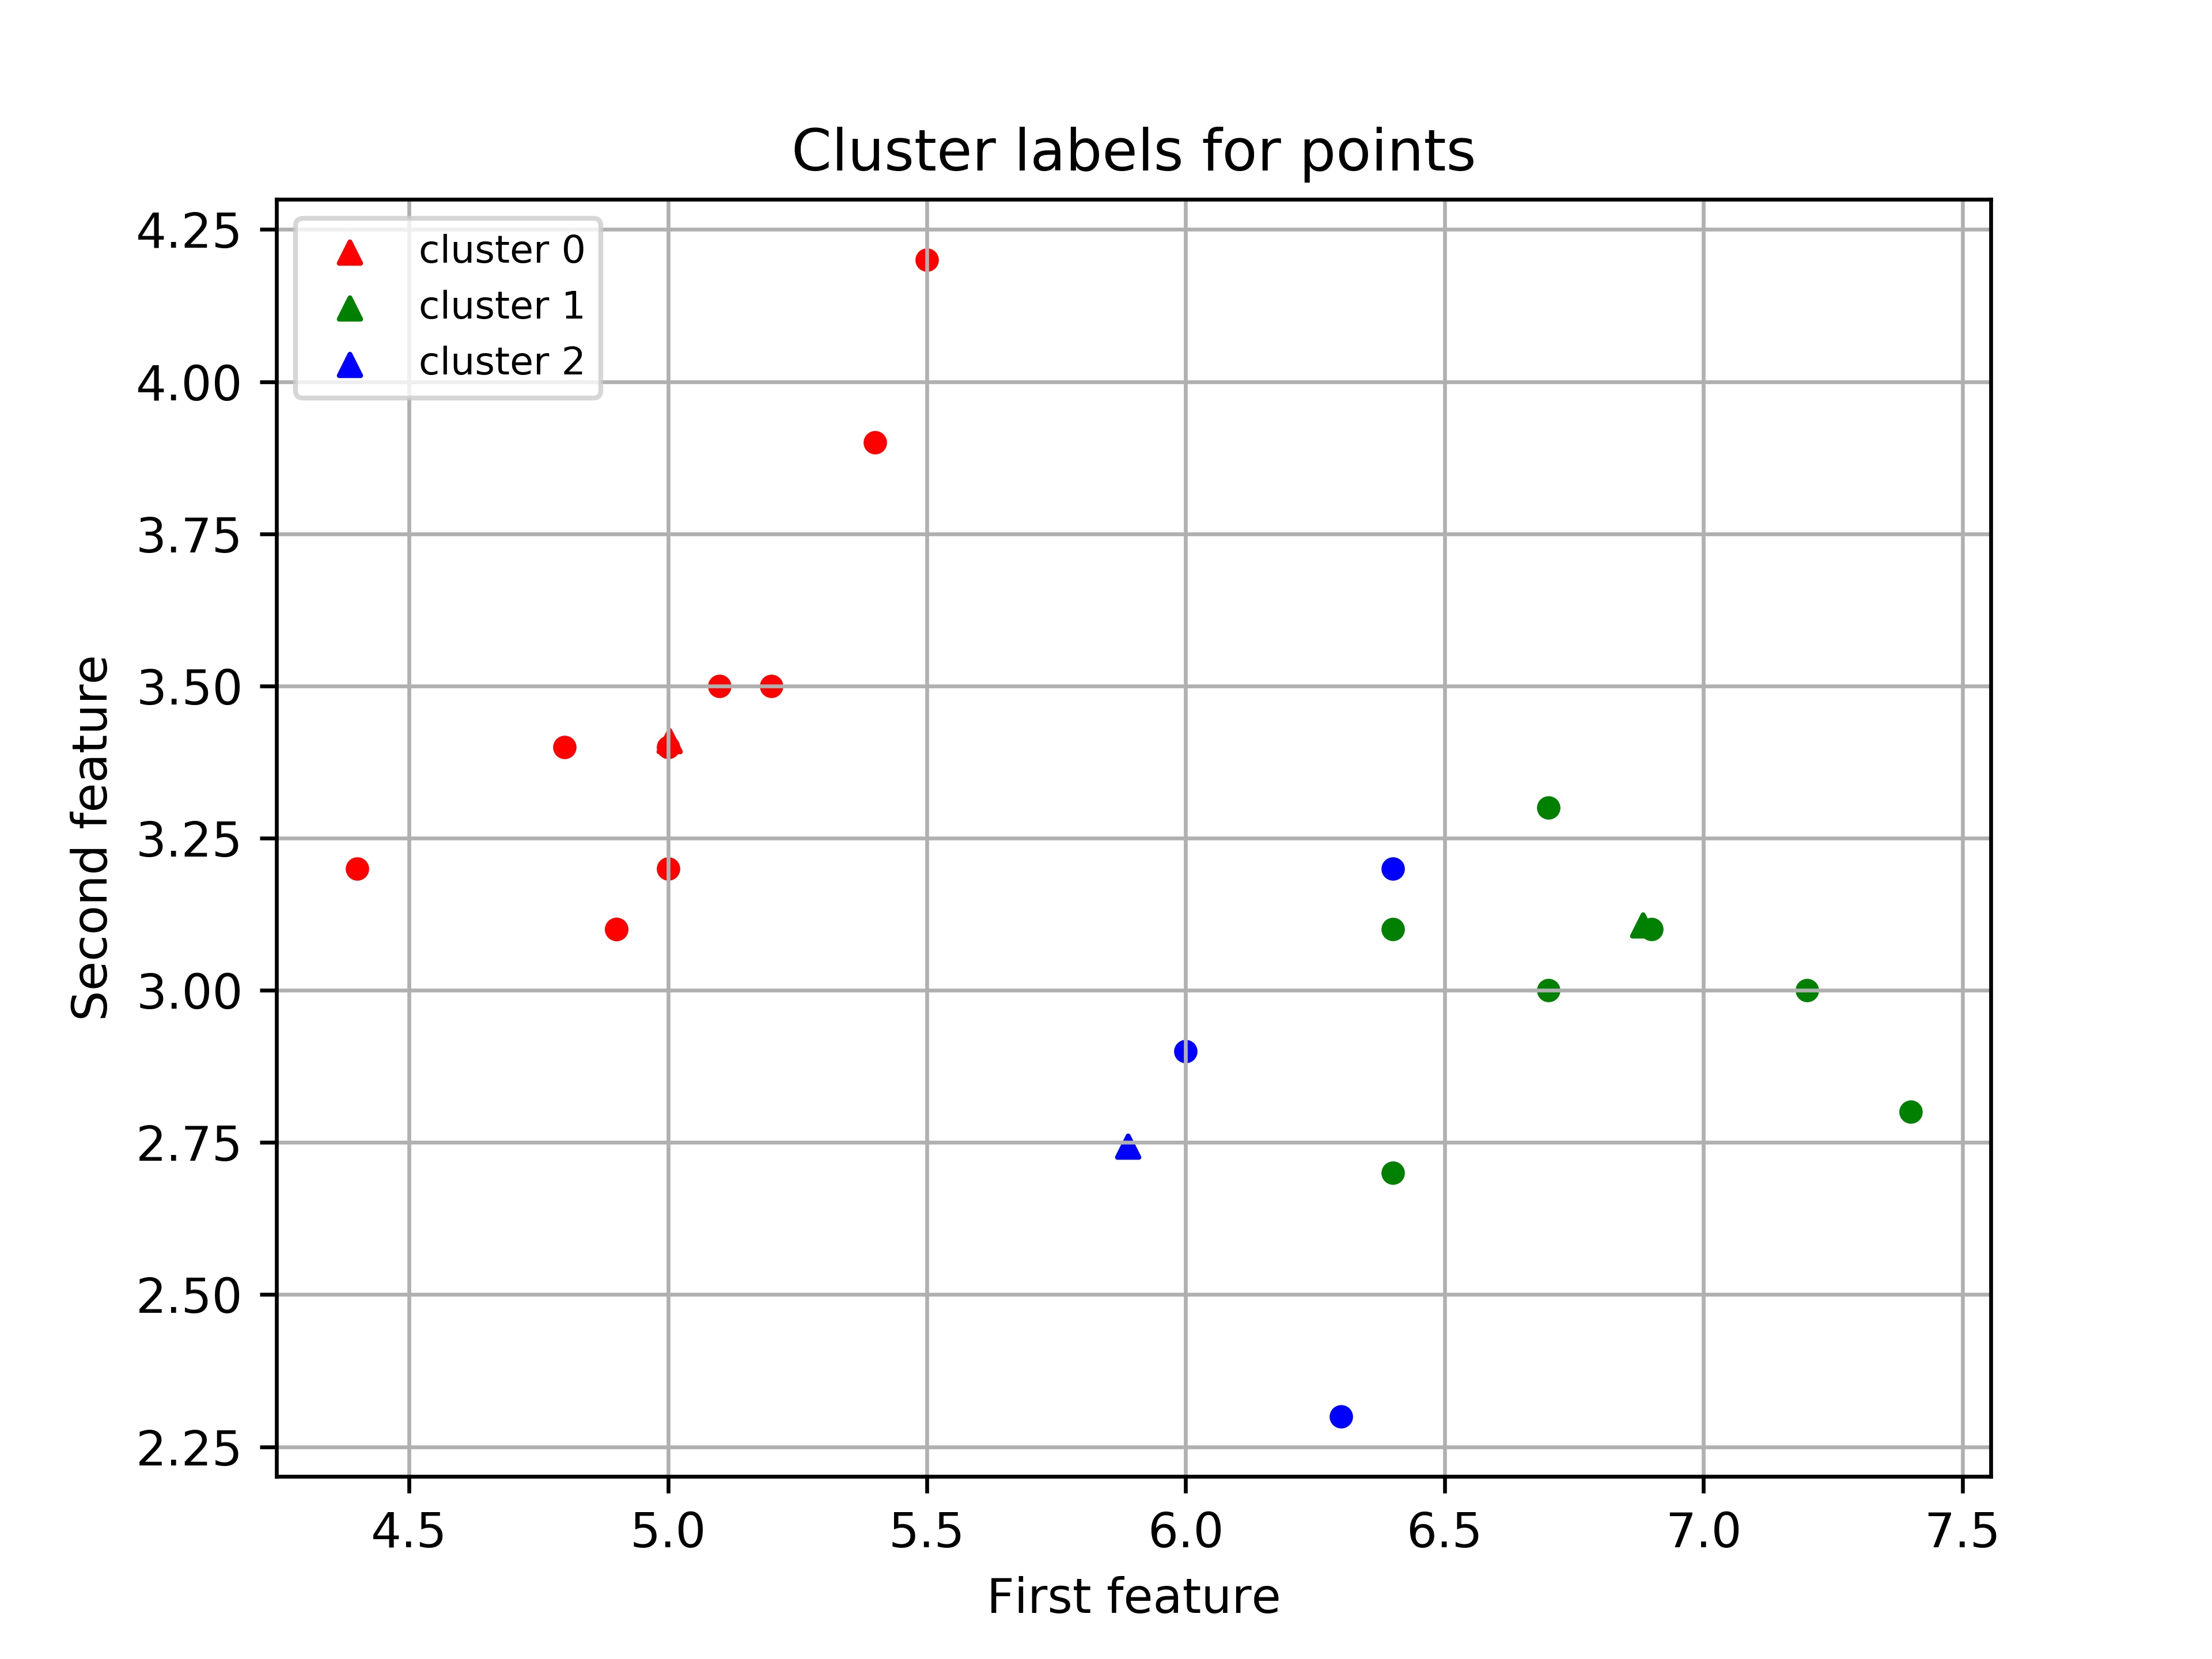 Cluster labels for points
cluster 0
cluster 1
cluster 2
Second feature
4.25
4.00
3.75
3.50
3.25
3.00
2.75
2.50
2.25
4.5 5.0 5.5 6.0 6.5 7.0 7.5
First feature